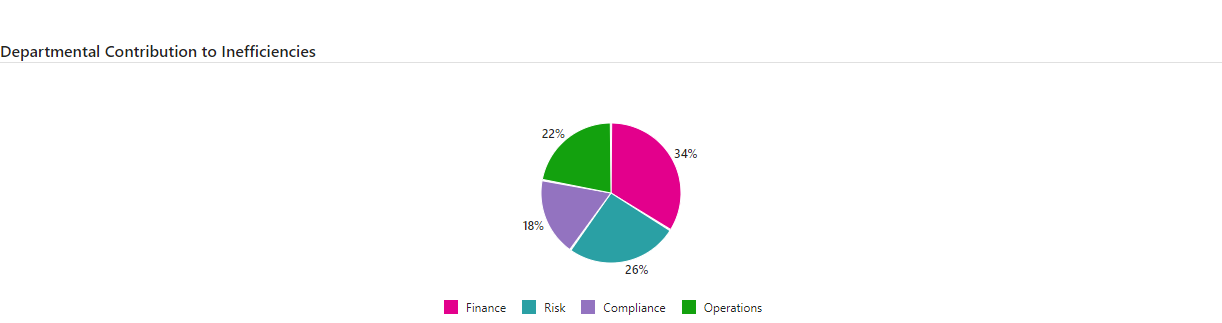 Departmental Contribution to Inefficiencies
22%
34%
18%
26%
Finance Risk Compliance Operations